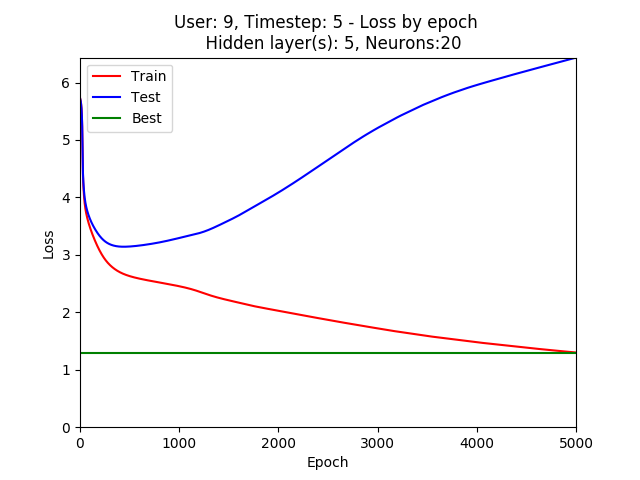 User: 9, Timestep: 5 - Loss by epoch
Hidden layer(s): 5, Neurons:20
Train
Test
Best
Loss
6
5
4
3
2
1
0
0 1000 2000 3000 4000 5000
Epoch